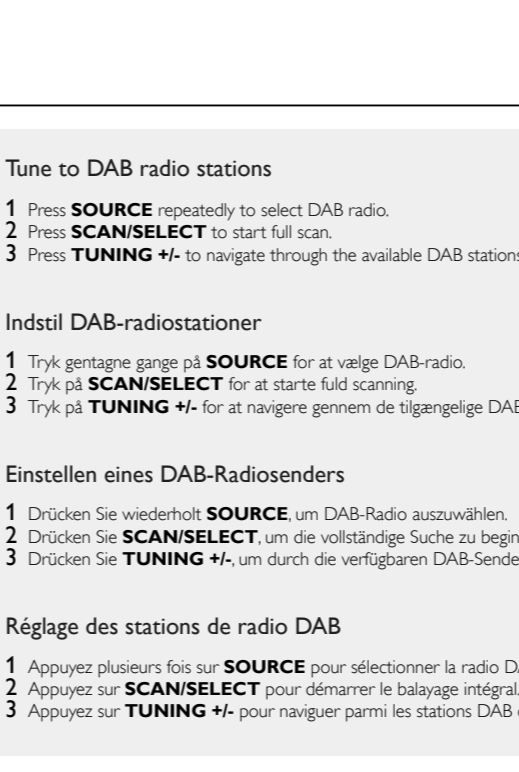 Tune to DAB radio stations
1 Press SOURCE repeatedly to select DAB radio.
2 Press SCAN/SELECT to start full scan.
3 Press TUNING +/- to navigate through the available DAB stations
Indstil DAB-radiostationer
1 Tryk gentagne gange på SOURCE for at vælge DAB-radio.
2 Tryk på SCAN/SELECT for at starte fuld scanning.
3 Tryk på TUNING +/- for at navigere gennem de tilgængelige DAB
Einstellen eines DAB-Radiosenders
1 Drücken Sie wiederholt SOURCE, um DAB-Radio auszuwählen.
2 Drücken Sie SCAN/SELECT, um die vollständige Suche zu begin
3 Drücken Sie TUNING +/-, um durch die verfügbaren DAB-Sende
Réglage des stations de radio DAB
1 Appuyez plusieurs fois sur SOURCE pour sélectionner la radio DA
2 Appuyez sur SCAN/SELECT pour démarrer le balayage intégral.
3 Appuyez sur TUNING +/- pour naviguer parmi les stations DAB